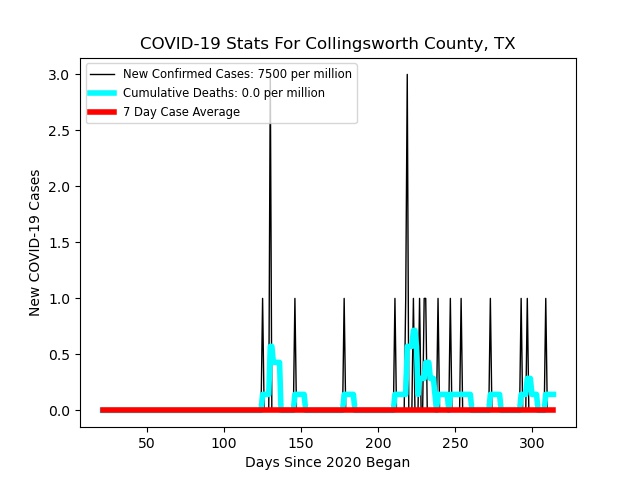 COVID-19 Stats For Collingsworth County, TX
New Confirmed Cases: 7500 per million
Cumulative Deaths: 0.0 per million
7 Day Case Average
New COVID-19 Cases
3.0
2.5
2.0
1.5
1.0
0.5
0.0
50 100 150 200 250 300
Days Since 2020 Began